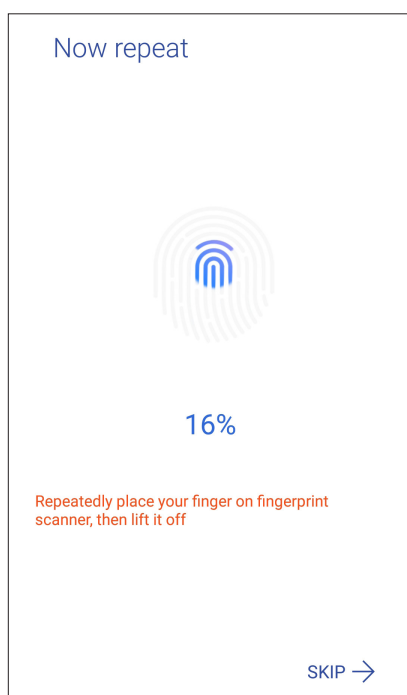 Now repeat
16%
Repeatedly place your finger on fingerprint
scanner, then lift it off
SKIP